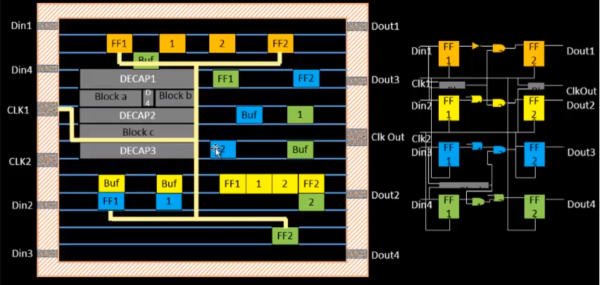 Din1
FF1 1 2 FF2
Dout1
Buf
Din4
DECAP1
FF1
FF2
Dout3
Block a
D
4
Block b
CLK1
DECAP2
Buf
1
Block c
Clk Out
CLK2
DECAP3
2
Buf
Buf
Buf
FF1 1 2 FF2
Dout2
Din2
FF1
1
2
FF2
Din3
Dout4
Din1
FF
1
FF
2
Dout1
Clk1
ClkOut
Din2
FF
1
FF
2
Dout2
Clk2
Din3
FF
1
FF
2
Dout3
Din4
FF
1
FF
2
Dout4